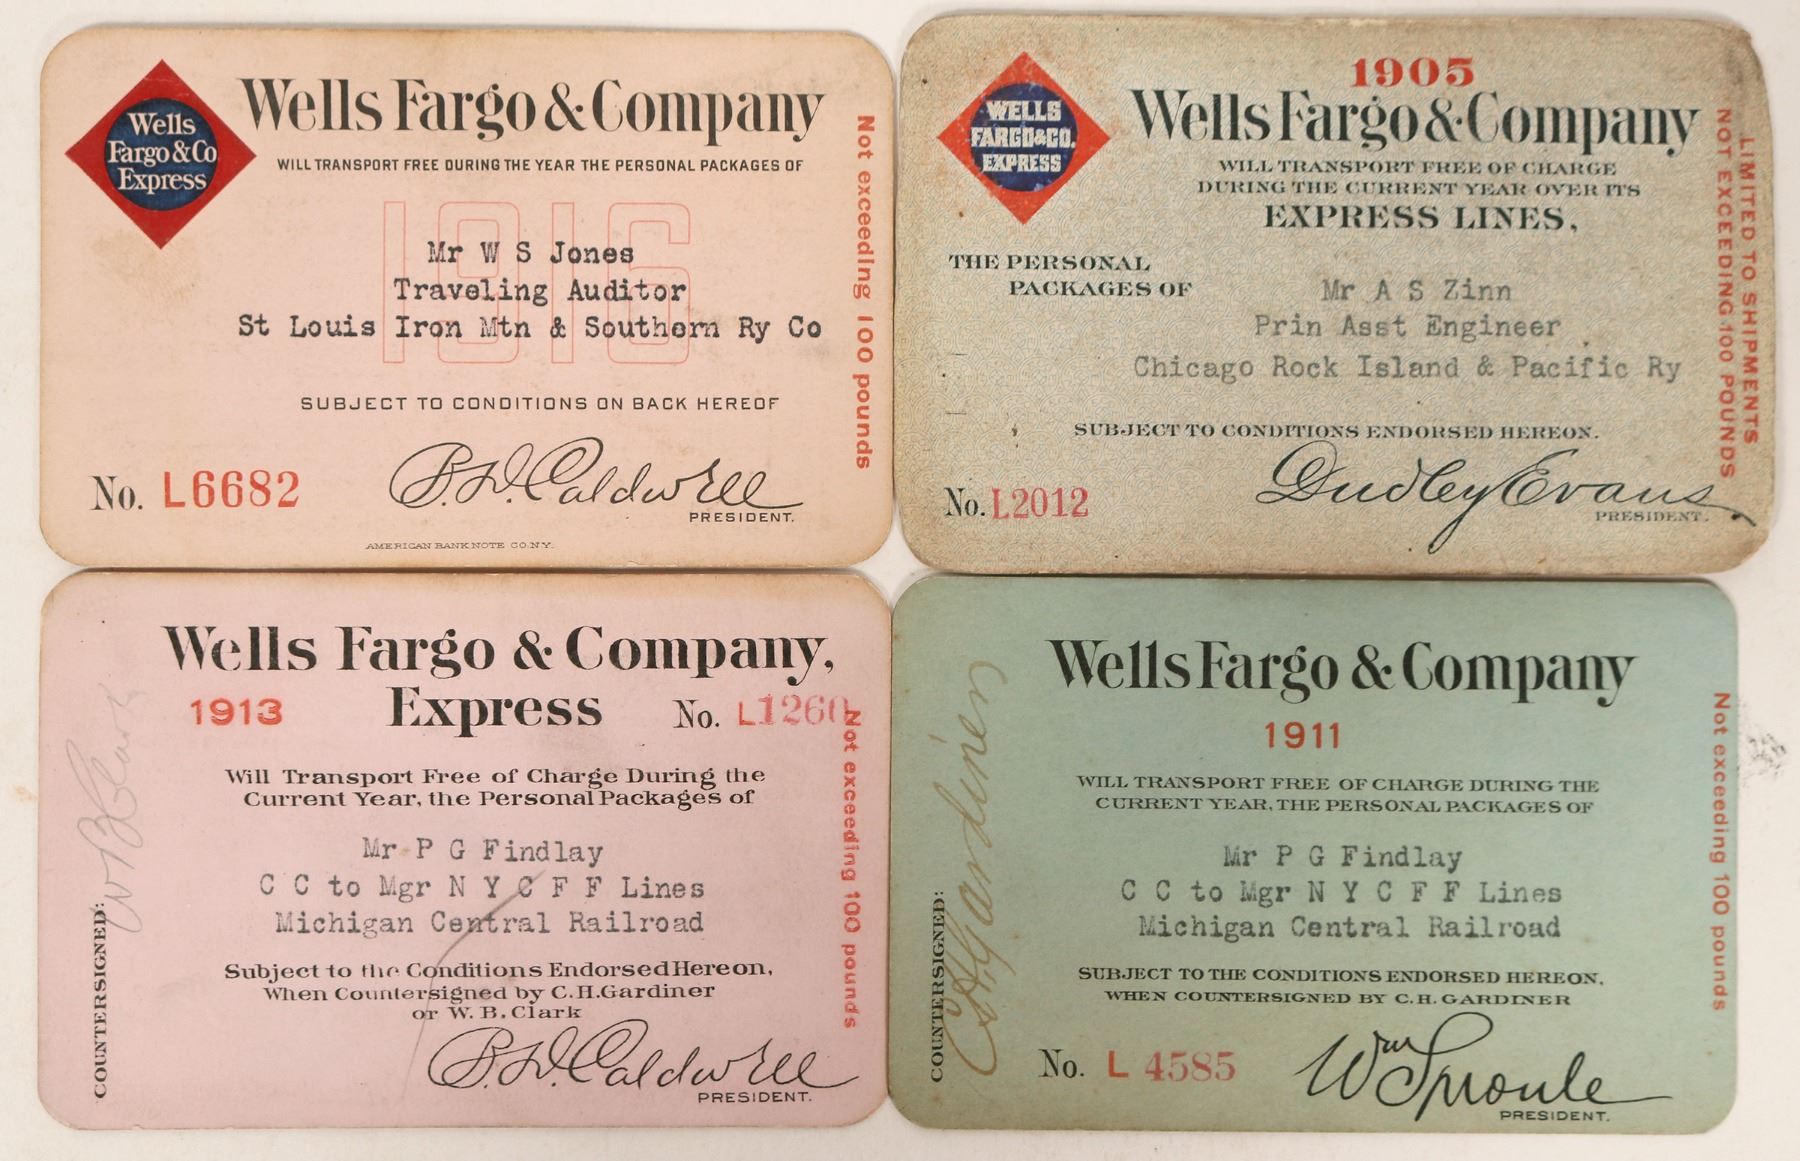 Wells
Fargo & Co
Express
Wells Fargo & Company
WILL TRANSPORT FREE DURING THE YEAR THE PERSONAL PACKAGES OF
1916
Mr W S Jones
Traveling Auditor
St Louis Iron Mtn & Southern Ry Co
SUBJECT TO CONDITIONS ON BACK HEREOF
No. L6682
B. D. Caldwell
PRESIDENT.
AMERICAN BANK NOTE CO. N.Y.
Not exceeding 100 pounds
WELLS
FARGO & CO.
EXPRESS
1905
Wells Fargo & Company
WILL TRANSPORT FREE OF CHARGE
DURING THE CURRENT YEAR OVER ITS
EXPRESS LINES,
THE PERSONAL
PACKAGES OF
Mr A S Zinn
Prin Asst Engineer
Chicago Rock Island & Pacific Ry
SUBJECT TO CONDITIONS ENDORSED HEREON.
No. L2012
Dudley Evans
PRESIDENT.
LIMITED TO SHIPMENTS
NOT EXCEEDING 100 POUNDS
Wells Fargo & Company,
1913 Express No. L1260
Will Transport Free of Charge During the
Current Year, the Personal Packages of
Mr P G Findlay
C C to Mgr N Y C F F Lines
Michigan Central Railroad
Subject to the Conditions Endorsed Hereon,
When Countersigned by C.H. Gardiner
or W. B. Clark
B. D. Caldwell
PRESIDENT.
COUNTERSIGNED:
W B Clark
Not exceeding 100 pounds
Wells Fargo & Company
1911
WILL TRANSPORT FREE OF CHARGE DURING THE
CURRENT YEAR, THE PERSONAL PACKAGES OF
Mr P G Findlay
C C to Mgr N Y C F F Lines
Michigan Central Railroad
SUBJECT TO THE CONDITIONS ENDORSED HEREON,
WHEN COUNTERSIGNED BY C. H. GARDINER
No. L 4585
Wm Sproule
PRESIDENT.
COUNTERSIGNED:
C. H. Gardiner
Not exceeding 100 pounds